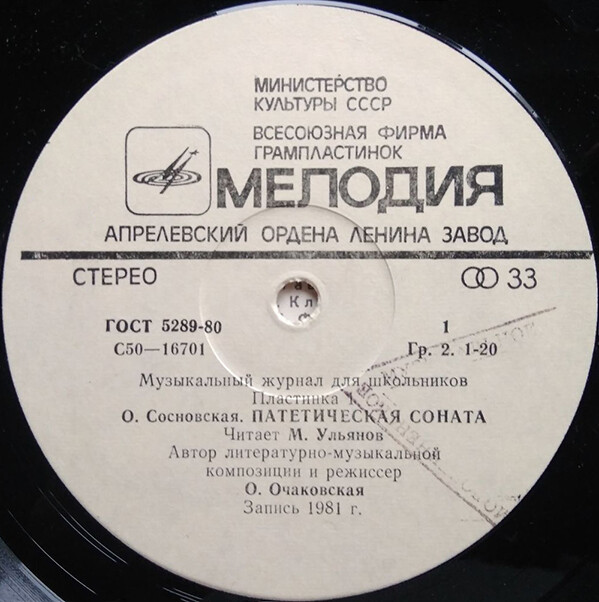 МИНИСТЕРСТВО
КУЛЬТУРЫ СССР
ВСЕСОЮЗНАЯ ФИРМА
ГРАМПЛАСТИНОК
МЕЛОДИЯ
АПРЕЛЕВСКИЙ ОРДЕНА ЛЕНИНА ЗАВОД
СТЕРЕО 33
ГОСТ 5289-80 1
С50—16701 Гр. 2. 1-20
Музыкальный журнал для школьников
Пластинка 1.
О. Сосновская. ПАТЕТИЧЕСКАЯ СОНАТА
Читает М. Ульянов
Автор литературно-музыкальной
композиции и режиссер
О. Очаковская
Запись 1981 г.